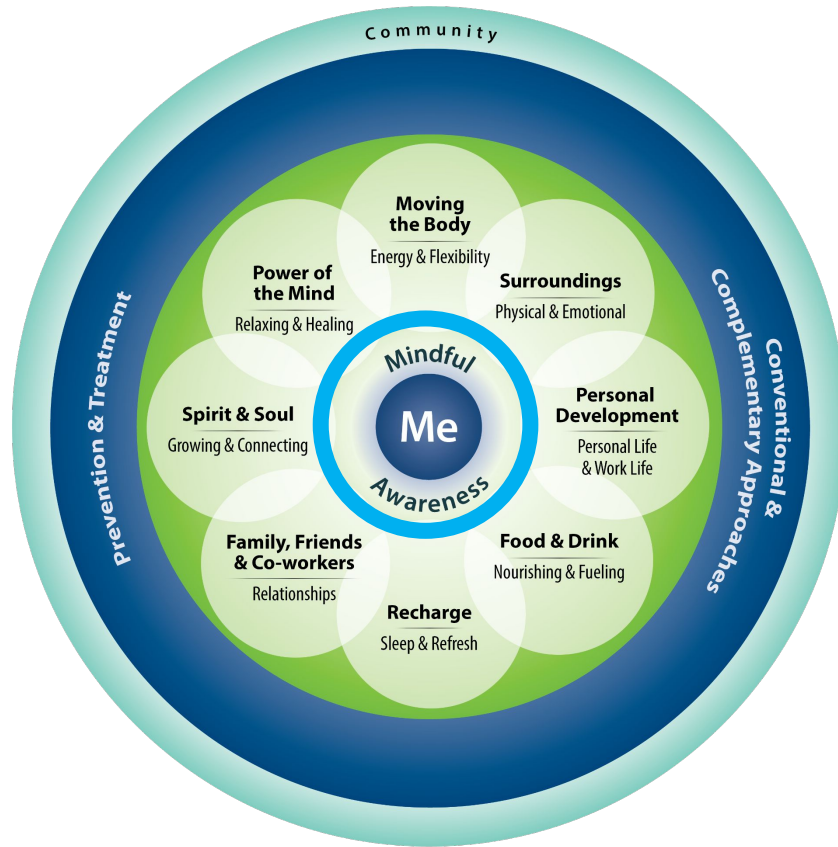 Community
Prevention & Treatment
Conventional &
Complementary Approaches
Moving
the Body
Energy & Flexibility
Surroundings
Physical & Emotional
Personal
Development
Personal Life
& Work Life
Food & Drink
Nourishing & Fueling
Recharge
Sleep & Refresh
Family, Friends
& Co-workers
Relationships
Spirit & Soul
Growing & Connecting
Power of
the Mind
Relaxing & Healing
Mindful
Me
Awareness